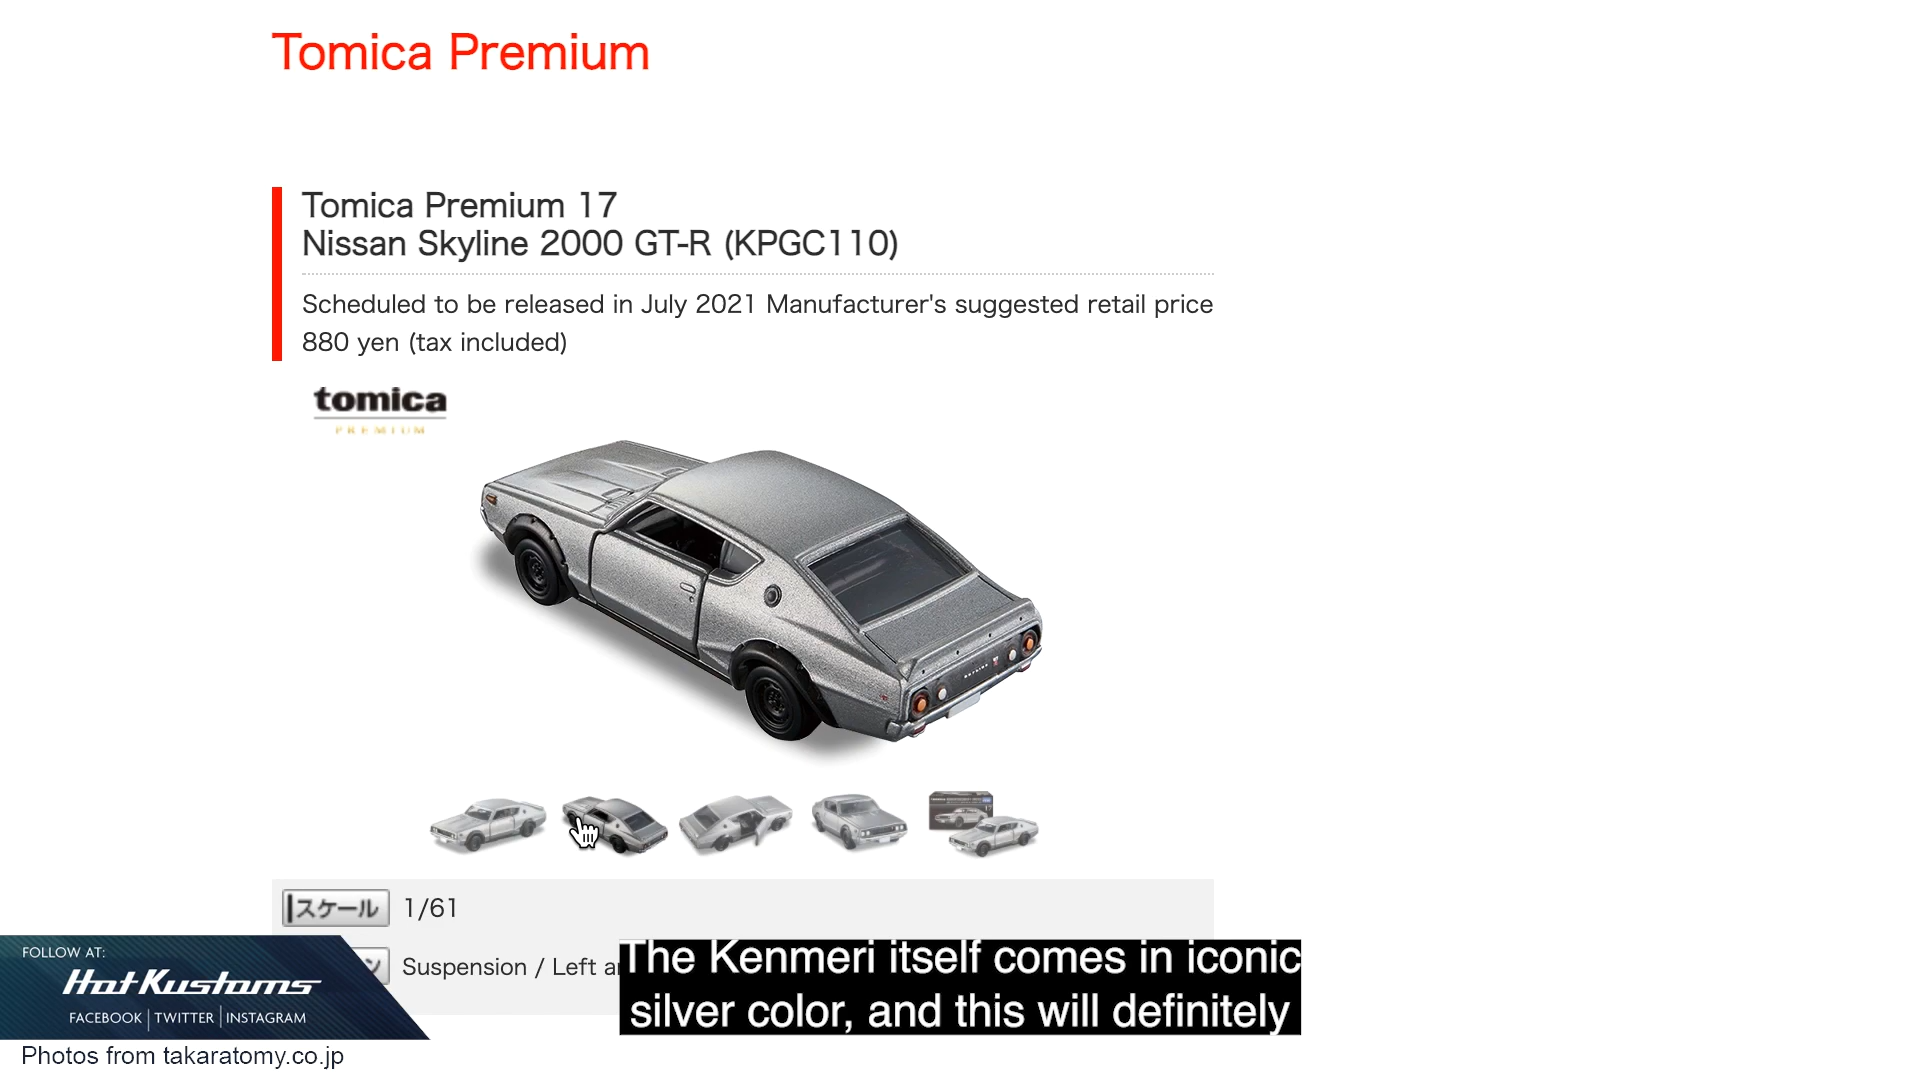 Tomica Premium
Tomica Premium 17
Nissan Skyline 2000 GT-R (KPGC110)
Scheduled to be released in July 2021 Manufacturer's suggested retail price
880 yen (tax included)
tomica
PREMIUM
スケール 1/61
ン Suspension / Left a
The Kenmeri itself comes in iconic
silver color, and this will definitely
FOLLOW AT:
HotKustoms
FACEBOOK | TWITTER | INSTAGRAM
Photos from takaratomy.co.jp